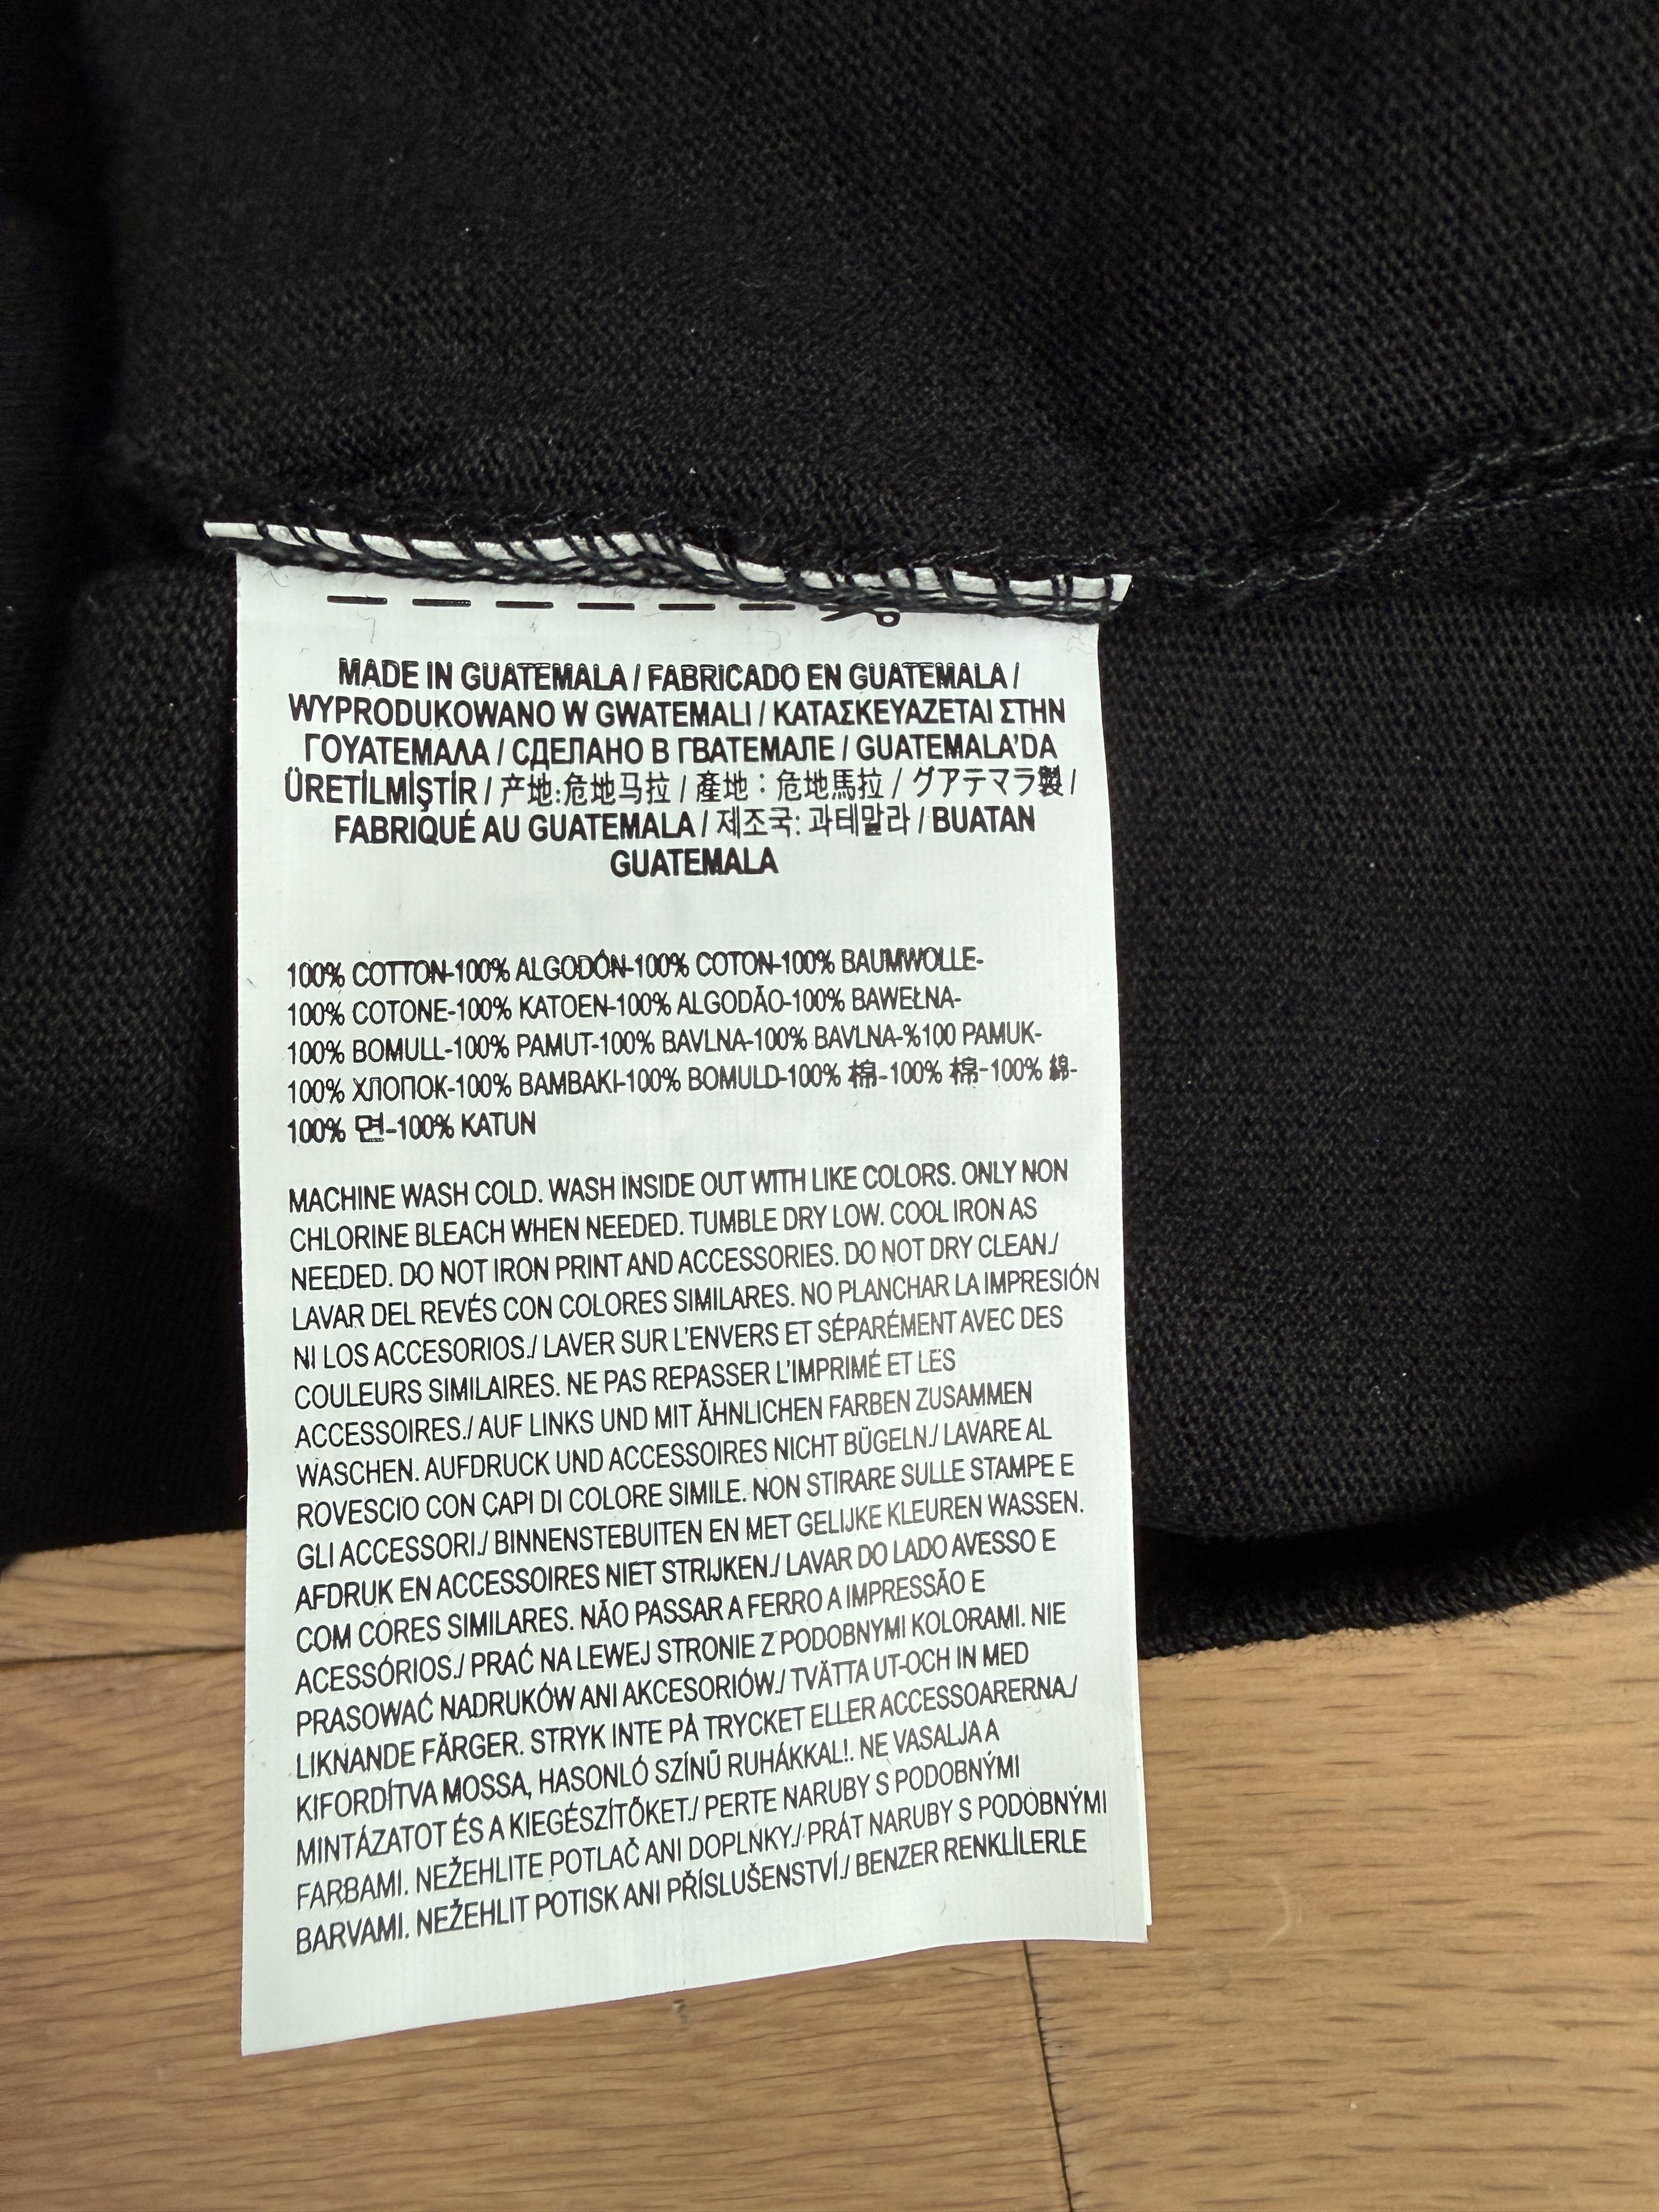 MADE IN GUATEMALA / FABRICADO EN GUATEMALA /
WYPRODUKOWANO W GWATEMALI / ΚΑΤΑΣΚΕΥΑΖΕΤΑΙ ΣΤΗΝ
ΓΟΥΑΤΕΜΑΛΑ / СДЕЛАНО В ГВАТЕМАЛЕ / GUATEMALA'DA
ÜRETİLMİŞTİR / 产地:危地马拉 / 產地：危地馬拉 / グアテマラ製 /
FABRIQUÉ AU GUATEMALA / 제조국: 과테말라 / BUATAN
GUATEMALA
100% COTTON-100% ALGODÓN-100% COTON-100% BAUMWOLLE-
100% COTONE-100% KATOEN-100% ALGODÃO-100% BAWEŁNA-
100% BOMULL-100% PAMUT-100% BAVLNA-100% BAVLNA-%100 PAMUK-
100% ХЛОПОК-100% ΒΑΜΒΑΚΙ-100% BOMULD-100% 棉-100% 棉-100% 綿-
100% 면-100% KATUN
MACHINE WASH COLD. WASH INSIDE OUT WITH LIKE COLORS. ONLY NON
CHLORINE BLEACH WHEN NEEDED. TUMBLE DRY LOW. COOL IRON AS
NEEDED. DO NOT IRON PRINT AND ACCESSORIES. DO NOT DRY CLEAN./
LAVAR DEL REVÉS CON COLORES SIMILARES. NO PLANCHAR LA IMPRESIÓN
NI LOS ACCESORIOS./ LAVER SUR L'ENVERS ET SÉPARÉMENT AVEC DES
COULEURS SIMILAIRES. NE PAS REPASSER L'IMPRIMÉ ET LES
ACCESSOIRES./ AUF LINKS UND MIT ÄHNLICHEN FARBEN ZUSAMMEN
WASCHEN. AUFDRUCK UND ACCESSOIRES NICHT BÜGELN./ LAVARE AL
ROVESCIO CON CAPI DI COLORE SIMILE. NON STIRARE SULLE STAMPE E
GLI ACCESSORI./ BINNENSTEBUITEN EN MET GELIJKE KLEUREN WASSEN.
AFDRUK EN ACCESSOIRES NIET STRIJKEN./ LAVAR DO LADO AVESSO E
COM CORES SIMILARES. NÃO PASSAR A FERRO A IMPRESSÃO E
ACESSÓRIOS./ PRAĆ NA LEWEJ STRONIE Z PODOBNYMI KOLORAMI. NIE
PRASOWAĆ NADRUKÓW ANI AKCESORIÓW./ TVÄTTA UT-OCH IN MED
LIKNANDE FÄRGER. STRYK INTE PÅ TRYCKET ELLER ACCESSOARERNA./
KIFORDÍTVA MOSSA, HASONLÓ SZÍNŰ RUHÁKKAL!. NE VASALJA A
MINTÁZATOT ÉS A KIEGÉSZÍTŐKET./ PERTE NARUBY S PODOBNÝMI
FARBAMI. NEŽEHLITE POTLAČ ANI DOPLNKY./ PRÁT NARUBY S PODOBNÝMI
BARVAMI. NEŽEHLIT POTISK ANI PŘÍSLUŠENSTVÍ./ BENZER RENKLİLERLE